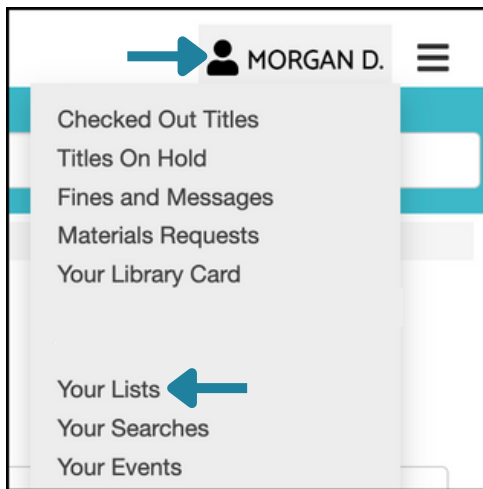 MORGAN D.
Checked Out Titles
Titles On Hold
Fines and Messages
Materials Requests
Your Library Card
Your Lists
Your Searches
Your Events